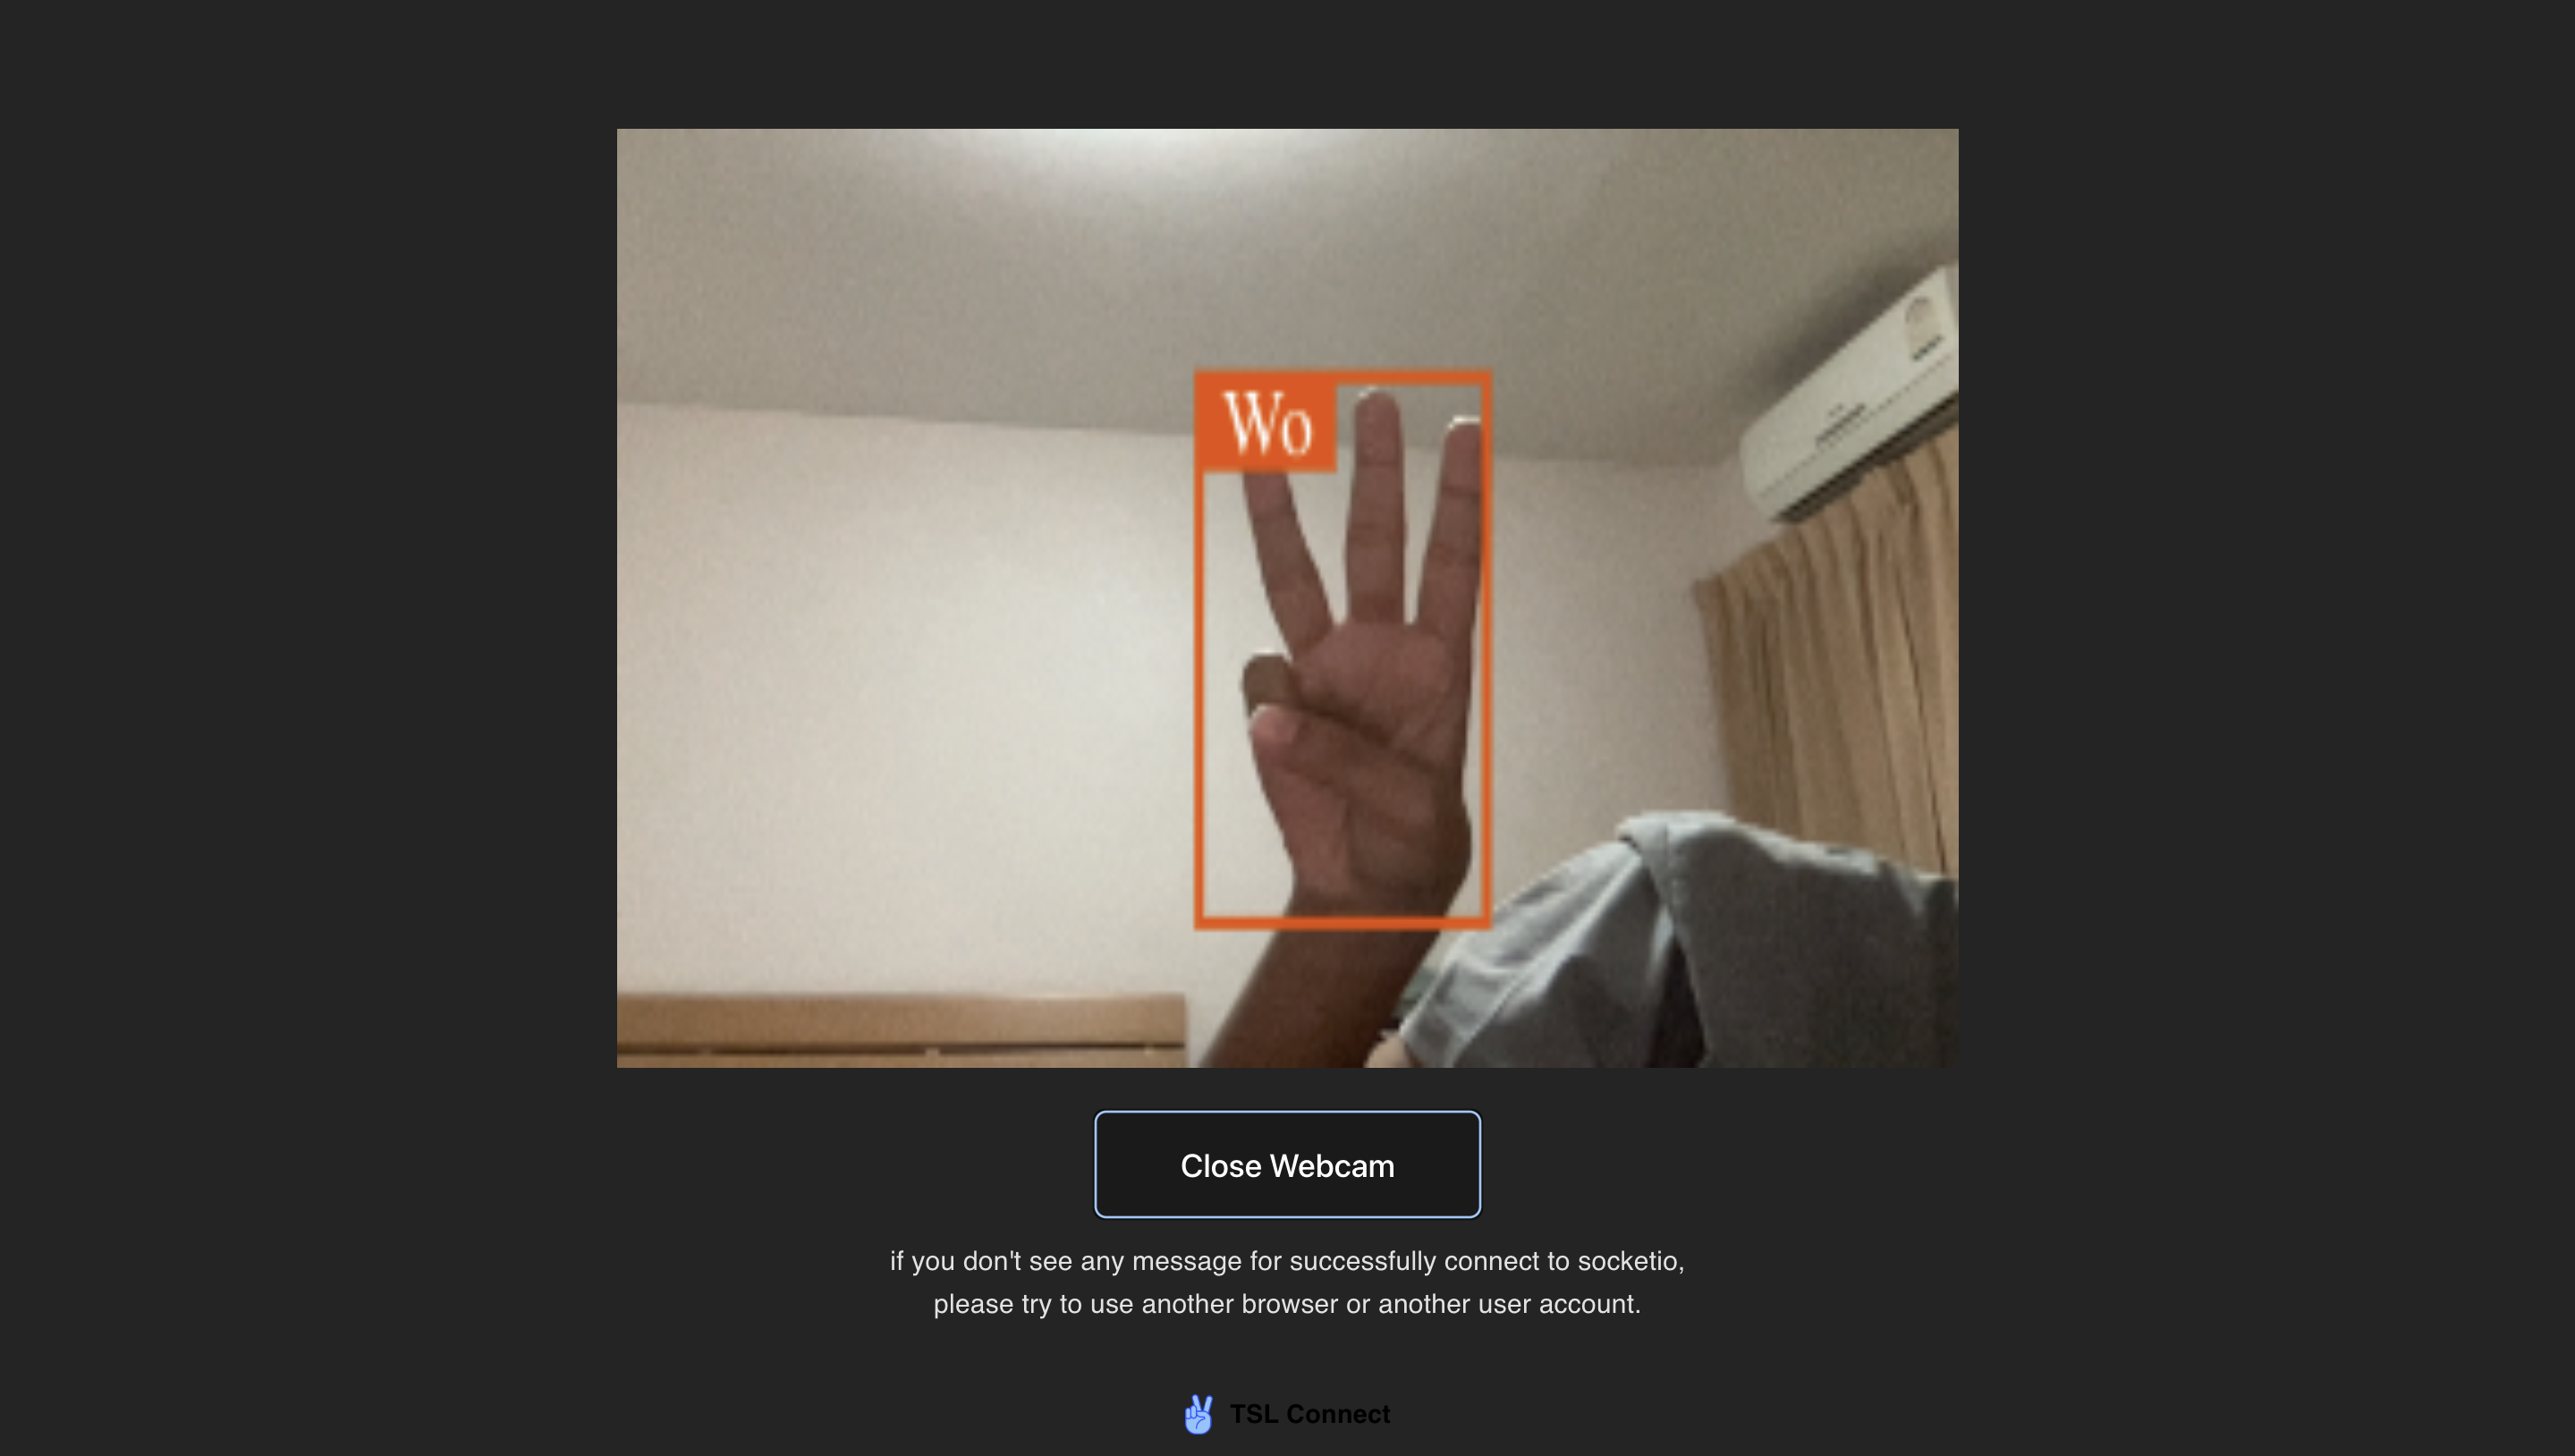 Wo
Close Webcam
if you don't see any message for successfully connect to socketio,
please try to use another browser or another user account.
TSL Connect